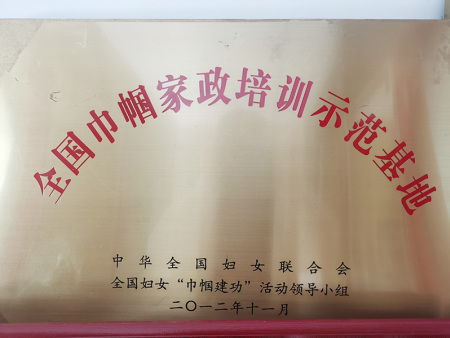 全国巾帼家政培训示范基地
中华全国妇女联合会
全国妇女“巾帼建功”活动领导小组
二〇一二年十一月